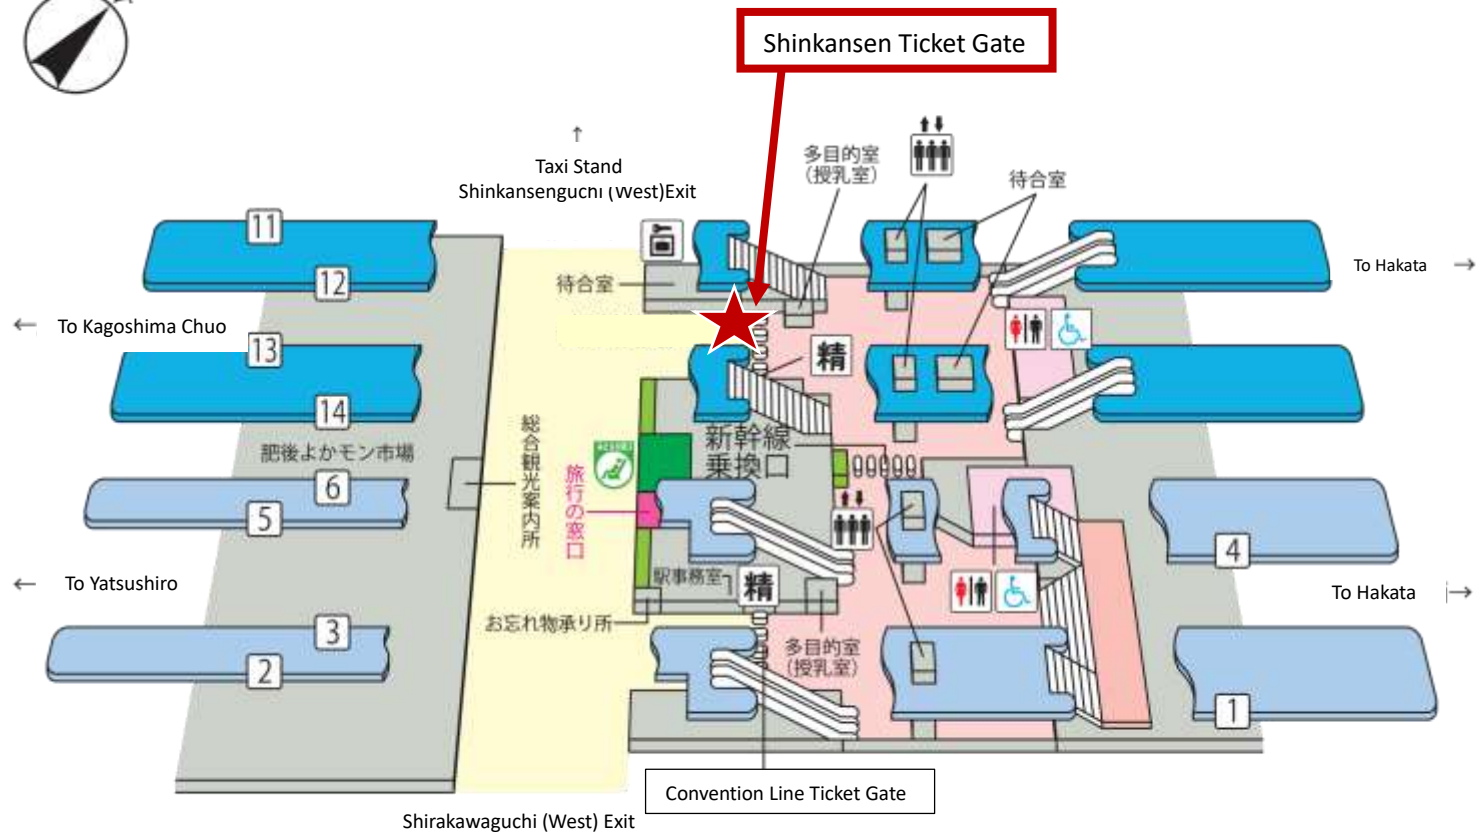 Shinkansen Ticket Gate
↑
Taxi Stand
Shinkansenguchi (West)Exit
多目的室
(授乳室)
待合室
11
12
待合室
To Hakata →
← To Kagoshima Chuo
13
14
精
肥後よかモン市場
総合観光案内所
旅行の窓口
新幹線
乗換口
6
5
4
← To Yatsushiro
駅事務室
精
To Hakata →
お忘れ物承り所
多目的室
(授乳室)
3
2
1
Convention Line Ticket Gate
Shirakawaguchi (West) Exit